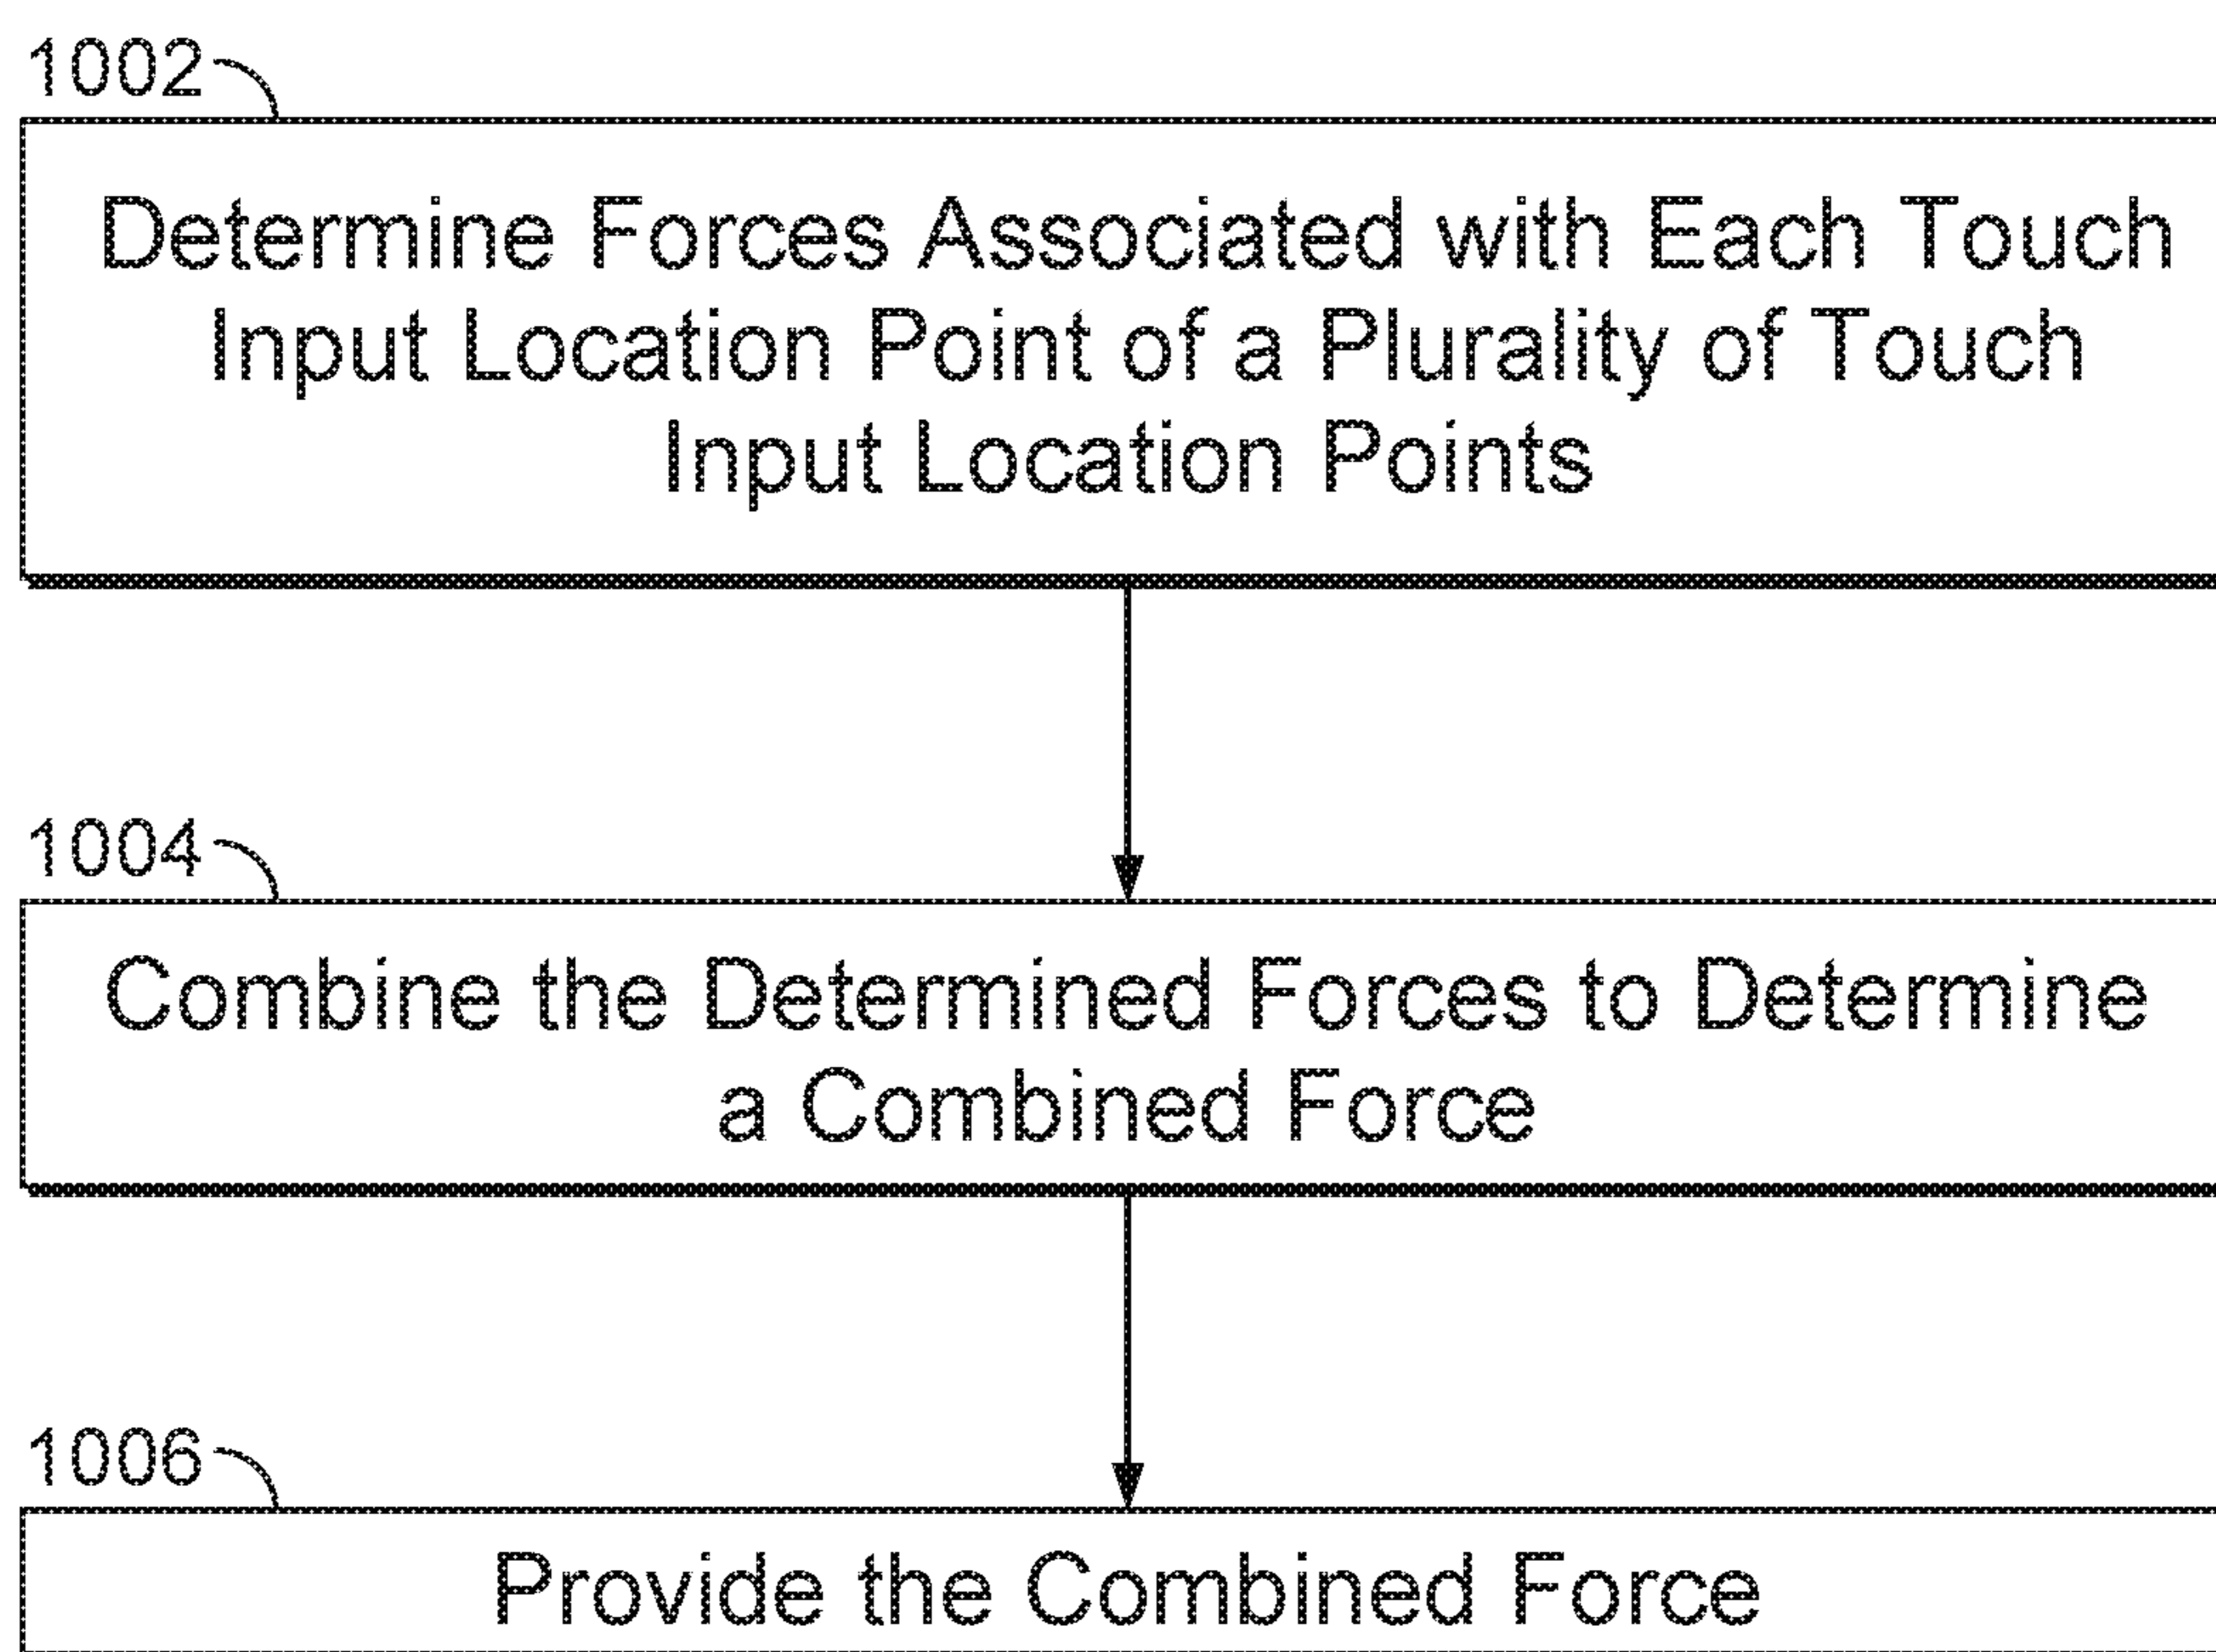 1002
Determine Forces Associated with Each Touch
Input Location Point of a Plurality of Touch
Input Location Points
1004
Combine the Determined Forces to Determine
a Combined Force
1006
Provide the Combined Force